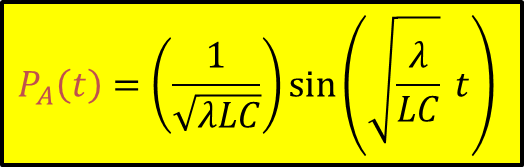 P_A(t) = (1/√(λLC)) sin(√(λ/LC) t)